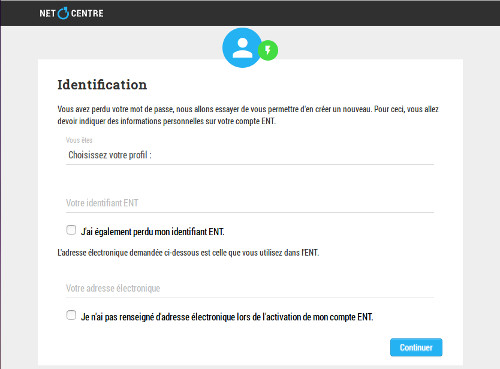 NET CENTRE
Identification
Vous avez perdu votre mot de passe, nous allons essayer de vous permettre d'en créer un nouveau. Pour ceci, vous allez
devoir indiquer des informations personnelles sur votre compte ENT.
Vous êtes
Choisissez votre profil :
Votre identifiant ENT
J'ai également perdu mon identifiant ENT.
L'adresse électronique demandée ci-dessous est celle que vous utilisez dans l'ENT.
Votre adresse électronique
Je n'ai pas renseigné d'adresse électronique lors de l'activation de mon compte ENT.
Continuer